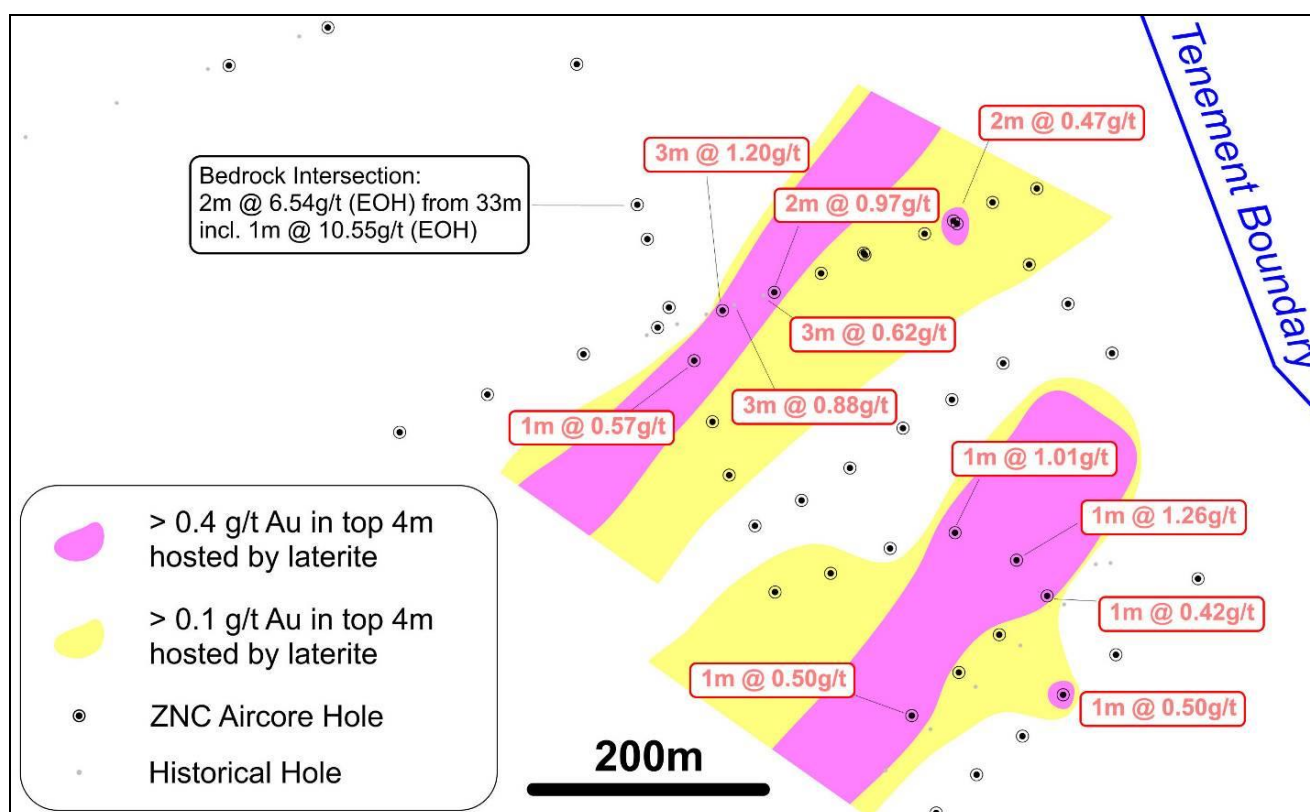 Tenement Boundary
2m @ 0.47g/t
3m @ 1.20g/t
Bedrock Intersection:
2m @ 6.54g/t (EOH) from 33m
incl. 1m @ 10.55g/t (EOH)
2m @ 0.97g/t
3m @ 0.62g/t
3m @ 0.88g/t
1m @ 0.57g/t
1m @ 1.01g/t
1m @ 1.26g/t
1m @ 0.42g/t
1m @ 0.50g/t
1m @ 0.50g/t
> 0.4 g/t Au in top 4m
hosted by laterite
> 0.1 g/t Au in top 4m
hosted by laterite
ZNC Aircore Hole
Historical Hole
200m